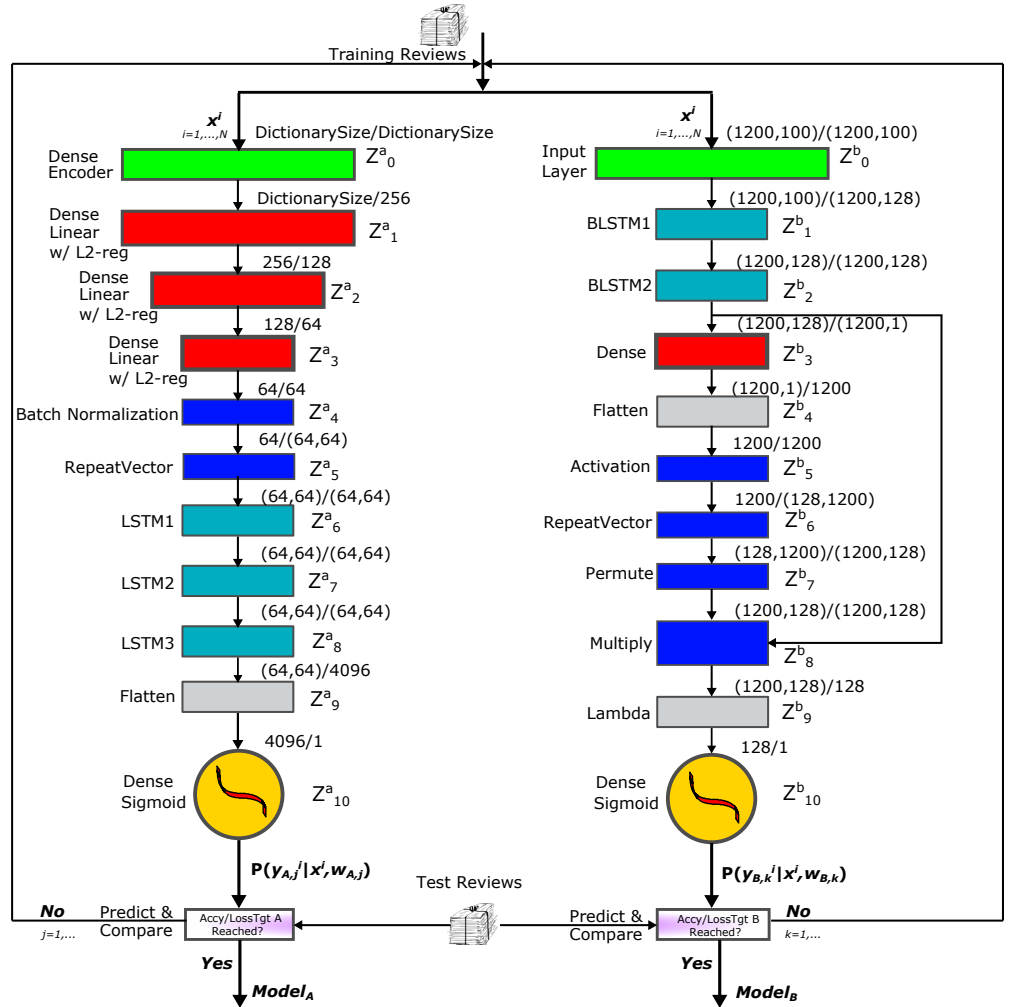 Training Reviews
x^i
i=1,...,N
DictionarySize/DictionarySize
Dense
Encoder
Z^a_0
DictionarySize/256
Dense
Linear
w/ L2-reg
Z^a_1
256/128
Dense
Linear
w/ L2-reg
Z^a_2
128/64
Dense
Linear
w/ L2-reg
Z^a_3
64/64
Batch Normalization
Z^a_4
64/(64,64)
RepeatVector
Z^a_5
(64,64)/(64,64)
LSTM1
Z^a_6
(64,64)/(64,64)
LSTM2
Z^a_7
(64,64)/(64,64)
LSTM3
Z^a_8
(64,64)/4096
Flatten
Z^a_9
4096/1
Dense
Sigmoid
Z^a_10
P(y_A,j^i|x^i,w_A,j)
No
j=1,...
Predict &
Compare
Accy/LossTgt A
Reached?
Yes
Model_A
x^i
i=1,...,N
(1200,100)/(1200,100)
Input
Layer
Z^b_0
(1200,100)/(1200,128)
BLSTM1
Z^b_1
(1200,128)/(1200,128)
BLSTM2
Z^b_2
(1200,128)/(1200,1)
Dense
Z^b_3
(1200,1)/1200
Flatten
Z^b_4
1200/1200
Activation
Z^b_5
1200/(128,1200)
RepeatVector
Z^b_6
(128,1200)/(1200,128)
Permute
Z^b_7
(1200,128)/(1200,128)
Multiply
Z^b_8
(1200,128)/128
Lambda
Z^b_9
128/1
Dense
Sigmoid
Z^b_10
P(y_B,k^i|x^i,w_B,k)
Test Reviews
Predict &
Compare
Accy/LossTgt B
Reached?
No
k=1,...
Yes
Model_B